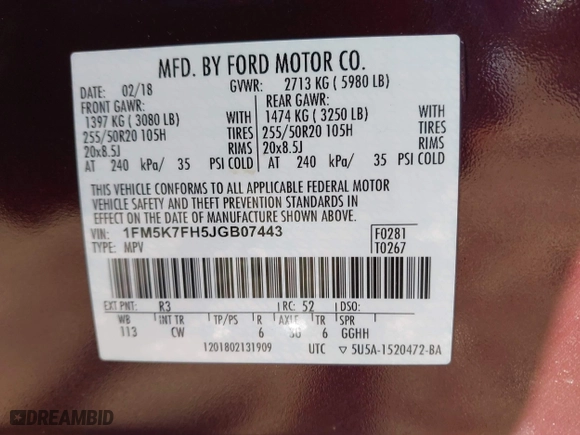 MFD. BY FORD MOTOR CO.
DATE: 02/18 GVWR: 2713 KG ( 5980 LB)
FRONT GAWR: REAR GAWR:
1397 KG ( 3080 LB) WITH 1474 KG ( 3250 LB) WITH
255/50R20 105H TIRES 255/50R20 105H TIRES
20x8.5J RIMS 20x8.5J RIMS
AT 240 kPa/ 35 PSI COLD AT 240 kPa/ 35 PSI COLD
THIS VEHICLE CONFORMS TO ALL APPLICABLE FEDERAL MOTOR
VEHICLE SAFETY AND THEFT PREVENTION STANDARDS IN
EFFECT ON THE DATE OF MANUFACTURE SHOWN ABOVE.
VIN: 1FM5K7FH5JGB07443 F0281
TYPE: MPV T0267
EXT PNT: R3 RC: 52 DSO:
WB INT TR TP/PS R AXLE TR SPR
113 CW 6 6 GGHH
1201802131909 UTC ▽ 5U5A-1520472-BA
DREAMBID